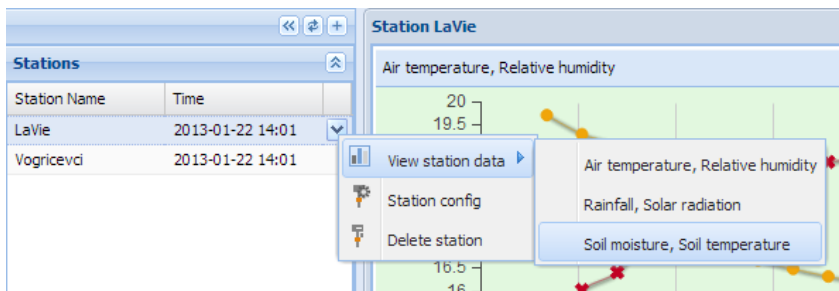 Station LaVie
Stations
Air temperature, Relative humidity
Station Name Time
20
19.5
LaVie 2013-01-22 14:01
Vogricevci 2013-01-22 14:01
View station data
Air temperature, Relative humidity
Station config
Rainfall, Solar radiation
Delete station
Soil moisture, Soil temperature
16.5
16